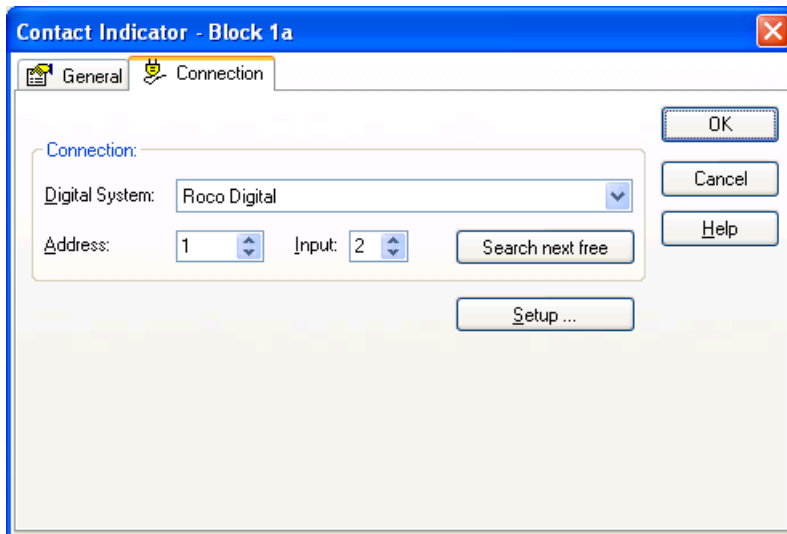 Contact Indicator - Block 1a
General
Connection
OK
Connection:
Cancel
Digital System: Roco Digital
Help
Address: 1 Input: 2 Search next free
Setup ...